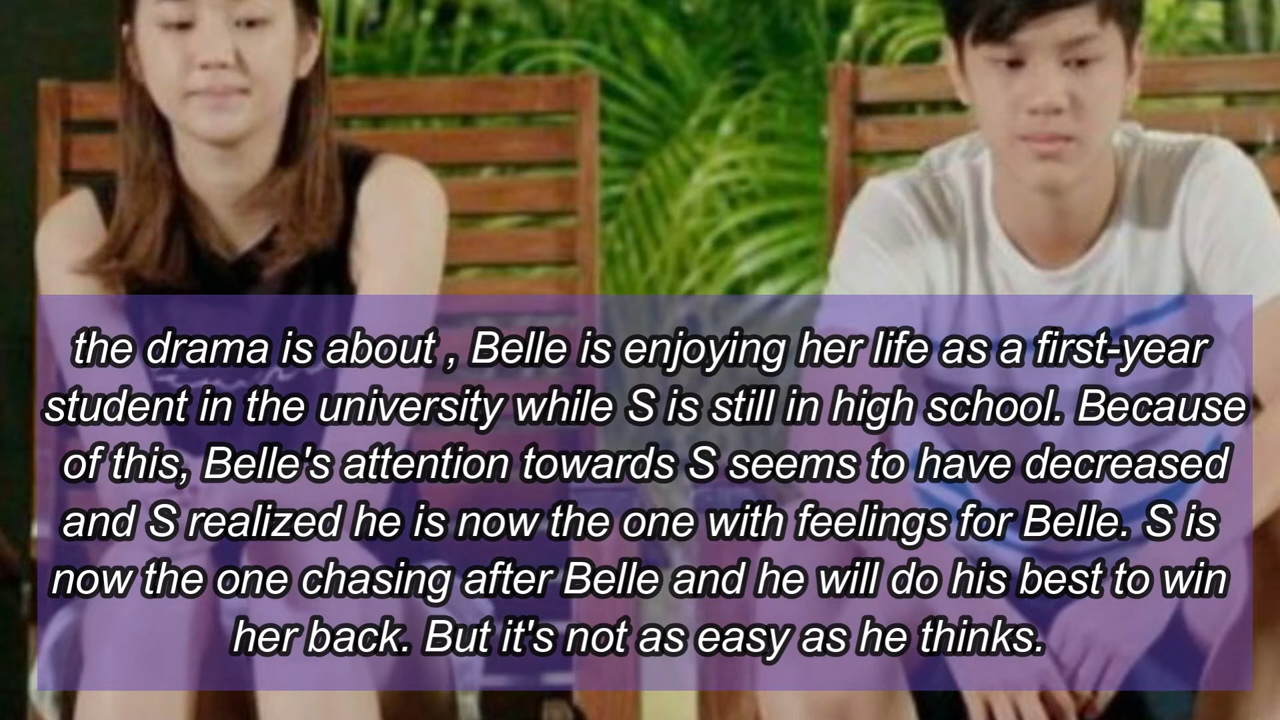 the drama is about , Belle is enjoying her life as a first-year
student in the university while S is still in high school. Because
of this, Belle's attention towards S seems to have decreased
and S realized he is now the one with feelings for Belle. S is
now the one chasing after Belle and he will do his best to win
her back. But it's not as easy as he thinks.